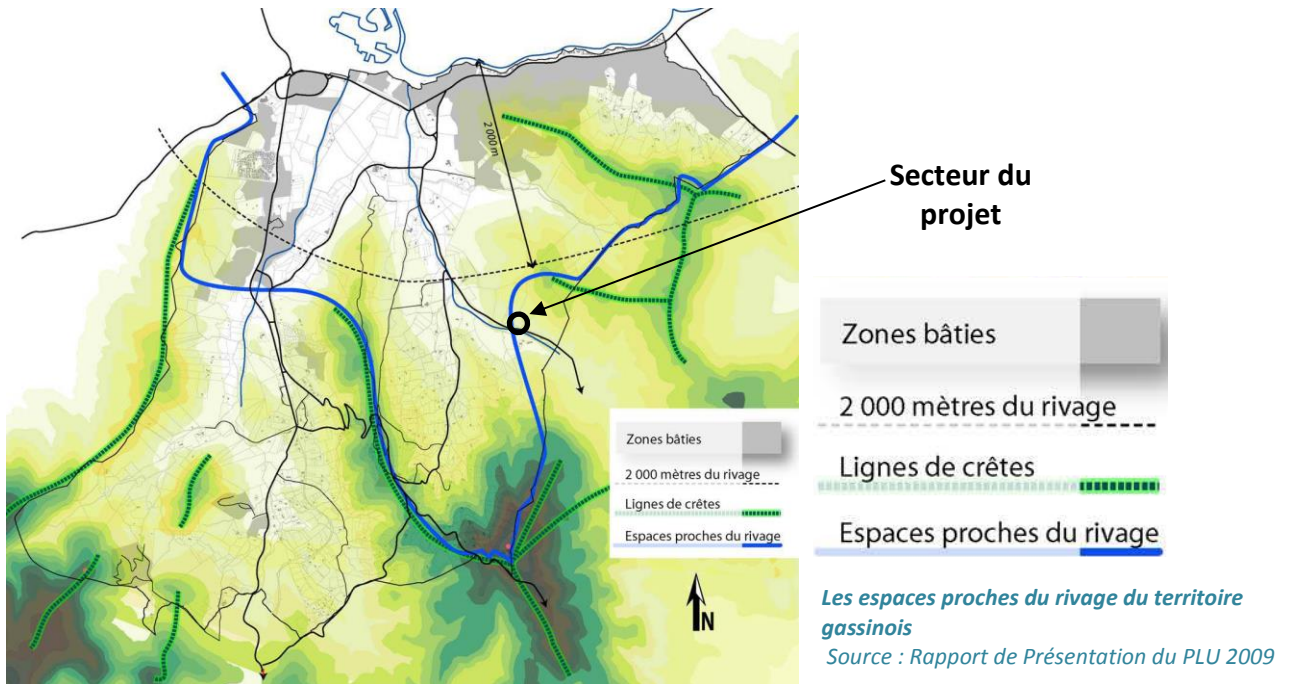 2 000 m
Secteur du
projet
Zones bâties
2 000 mètres du rivage
Lignes de crêtes
Espaces proches du rivage
N
Zones bâties
2 000 mètres du rivage
Lignes de crêtes
Espaces proches du rivage
Les espaces proches du rivage du territoire
gassinois
Source : Rapport de Présentation du PLU 2009